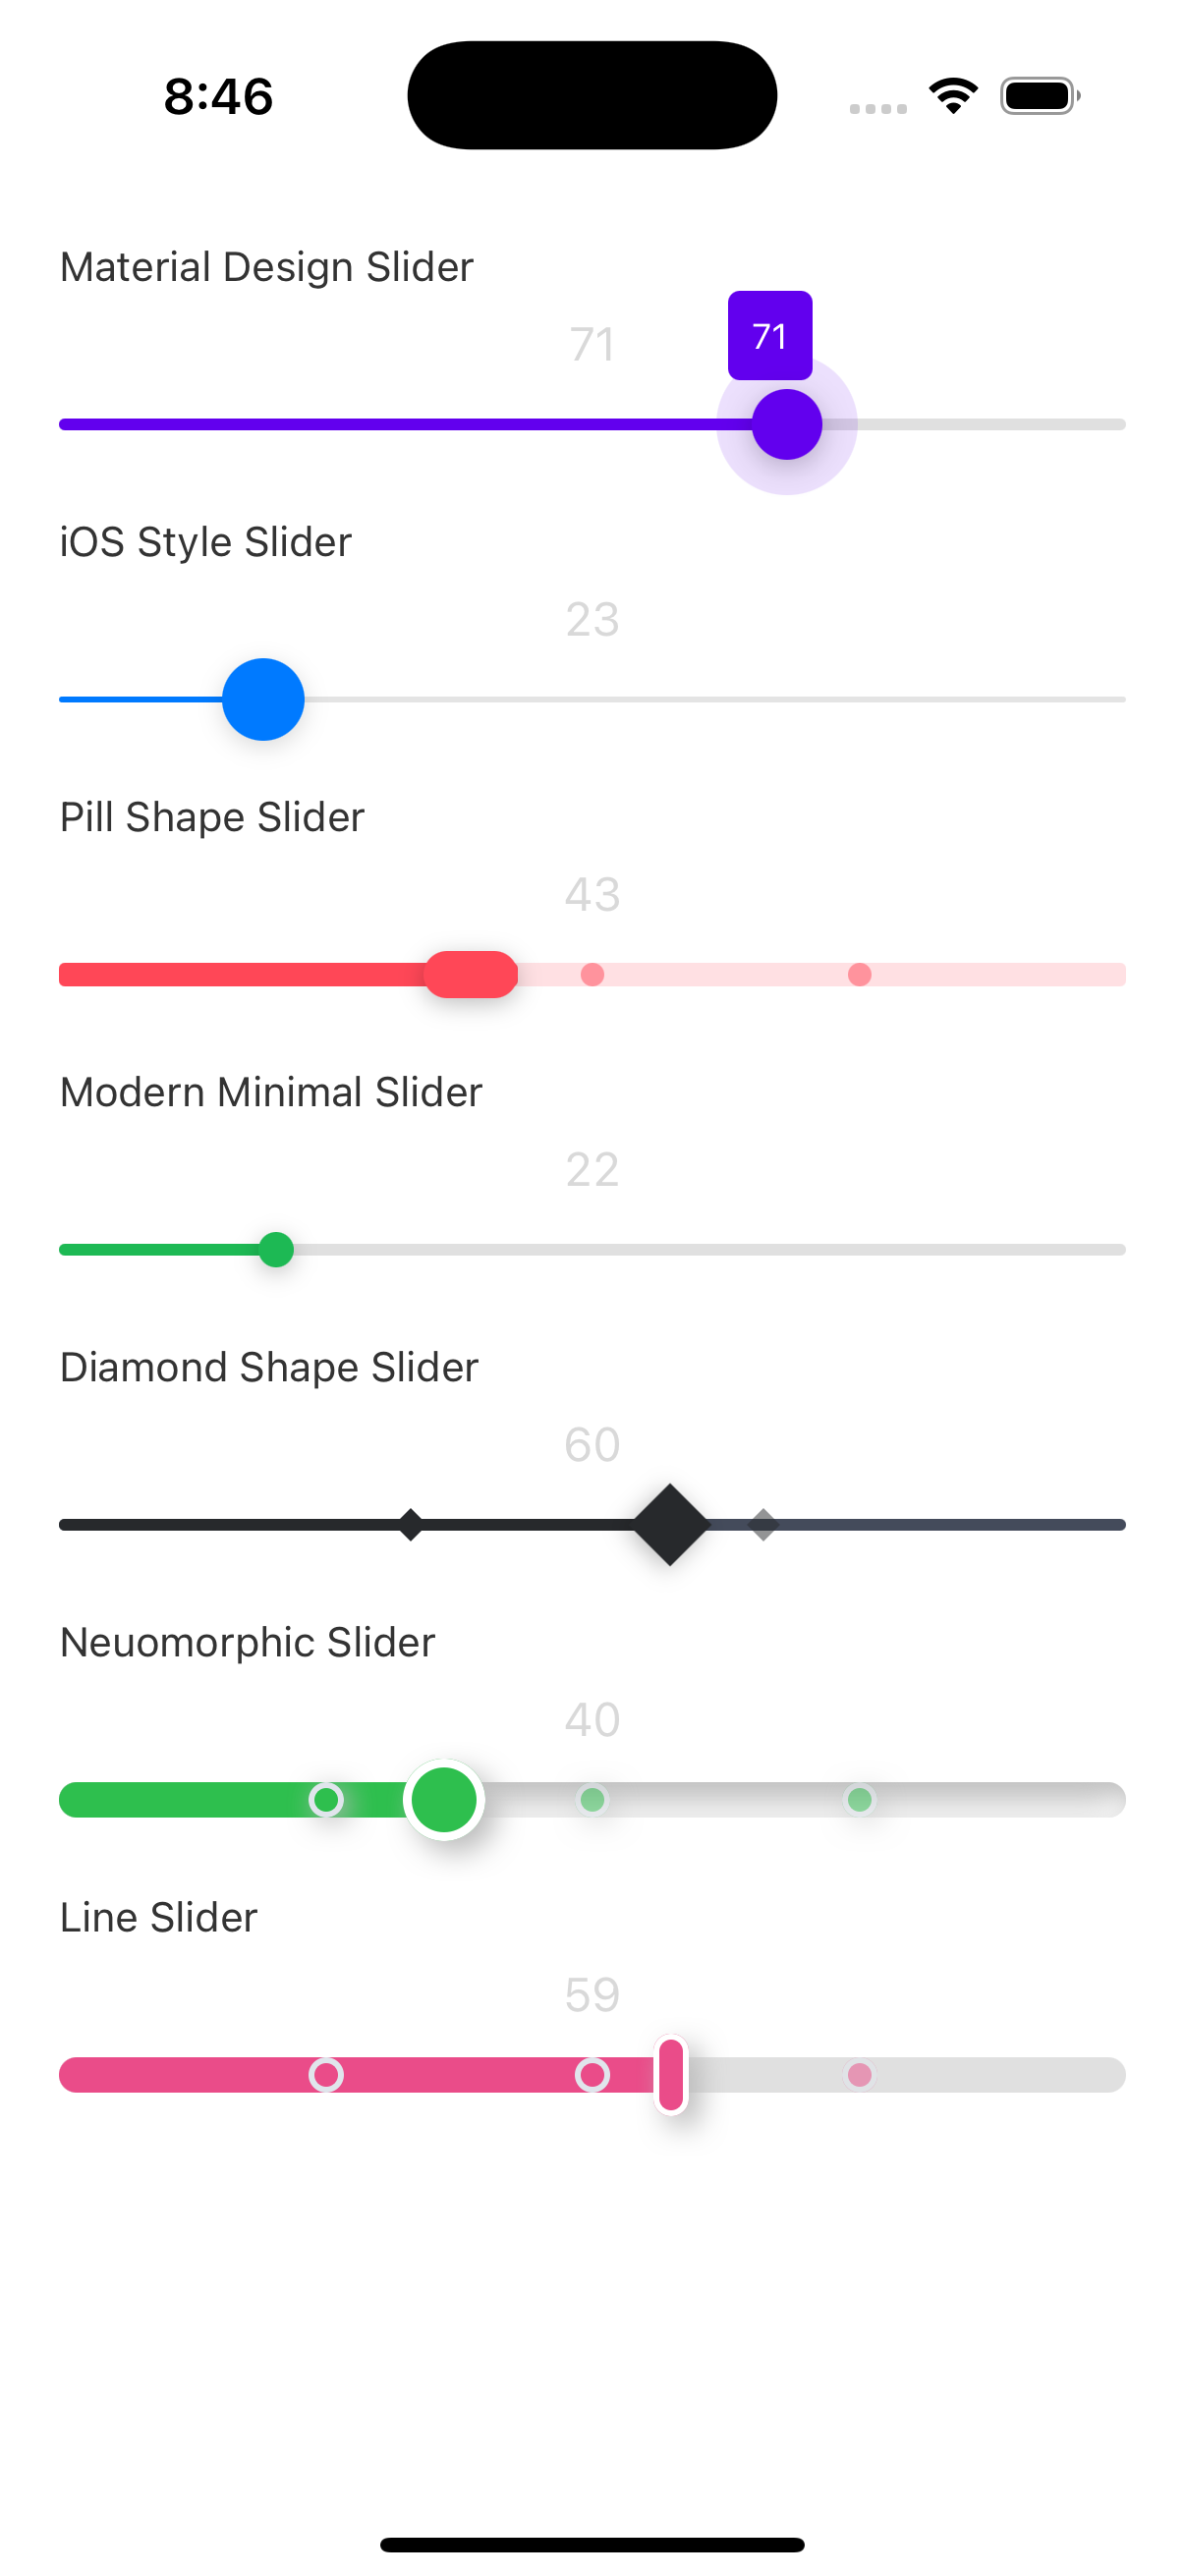 8:46
Material Design Slider
71
71
iOS Style Slider
23
Pill Shape Slider
43
Modern Minimal Slider
22
Diamond Shape Slider
60
Neuomorphic Slider
40
Line Slider
59